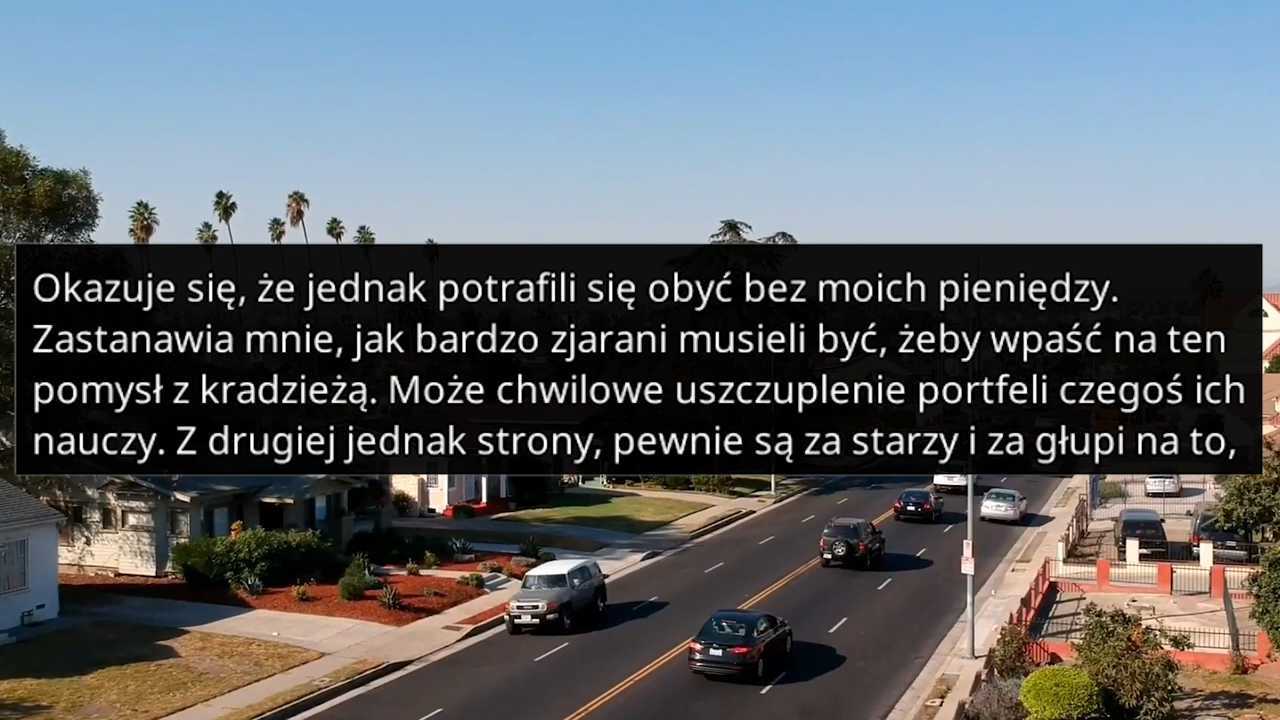 Okazuje się, że jednak potrafili się obyć bez moich pieniędzy.
Zastanawia mnie, jak bardzo zjarani musieli być, żeby wpaść na ten
pomysł z kradzieżą. Może chwilowe uszczuplenie portfeli czegoś ich
nauczy. Z drugiej jednak strony, pewnie są za starzy i za głupi na to,